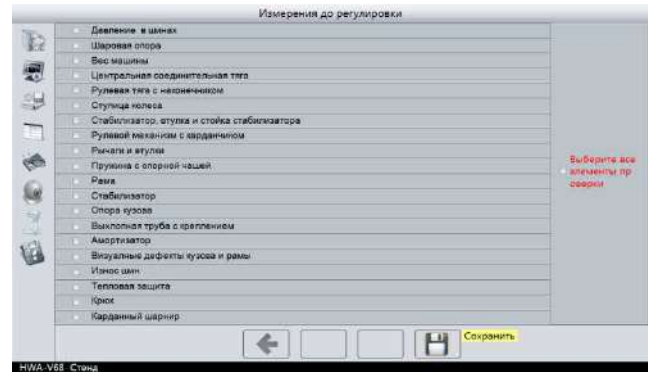 Измерения до регулировки
Давление в шинах
Шаровая опора
Вес машины
Центральная соединительная тяга
Рулевая тяга с наконечником
Ступица колеса
Стабилизатор, втулка и стойка стабилизатора
Рулевой механизм с карданчином
Рычаги и втулки
Пружина с опорной чашей
Рама
Стабилизатор
Опора кузова
Выхлопная труба с креплением
Амортизатор
Визуалные дефекты кузова и рамы
Износ шин
Тепловая защита
Крюк
Карданный шарнир
Выберите все
элементы пр
оверки
Сохранить
HWA-V68 Стенд